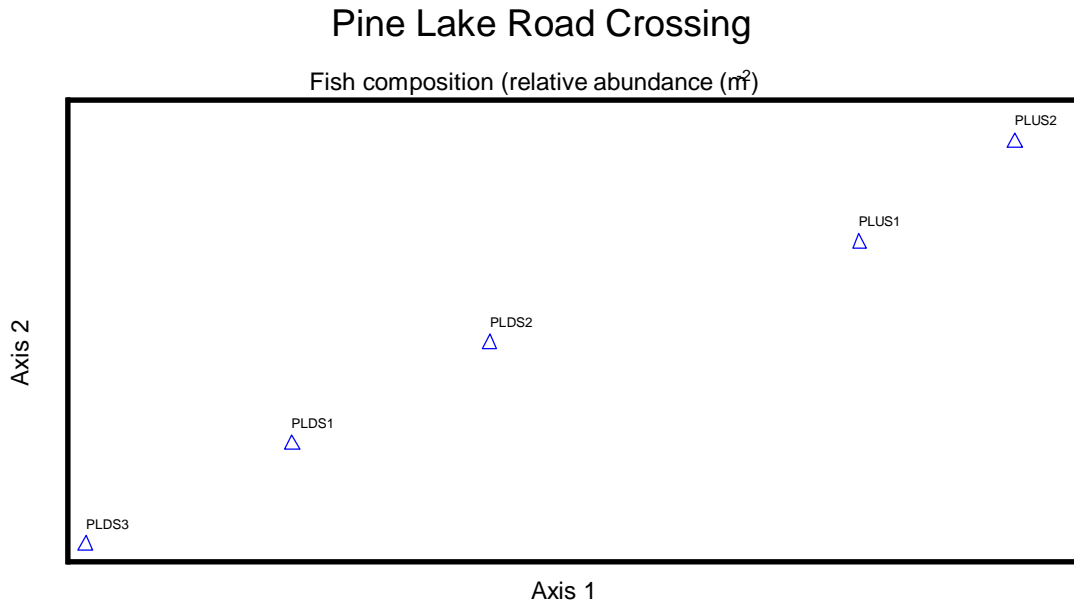 Pine Lake Road Crossing
Fish composition (relative abundance (m⁻²)
PLUS2
PLUS1
PLDS2
PLDS1
PLDS3
Axis 2
Axis 1